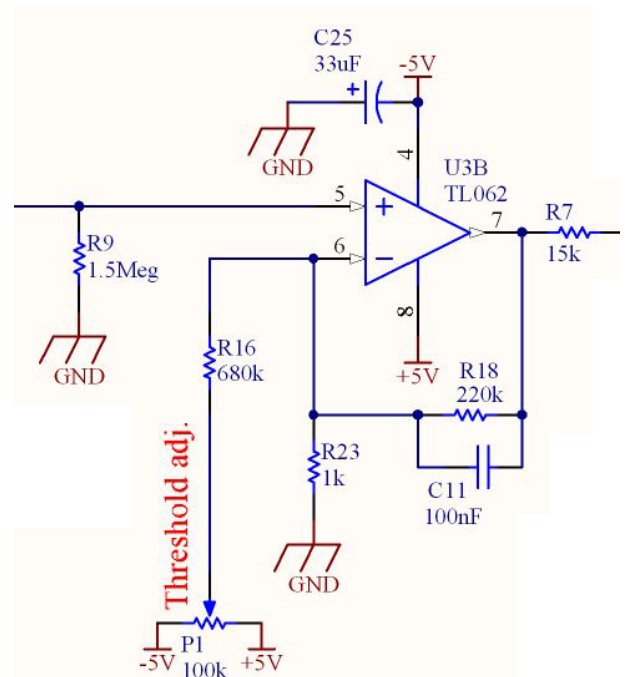 C25
33uF
-5V
GND
4
U3B
TL062
5
7
R7
15k
6
R9
1.5Meg
8
GND
+5V
R16
680k
R18
220k
R23
1k
C11
100nF
Threshold adj.
GND
-5V
P1
100k
+5V